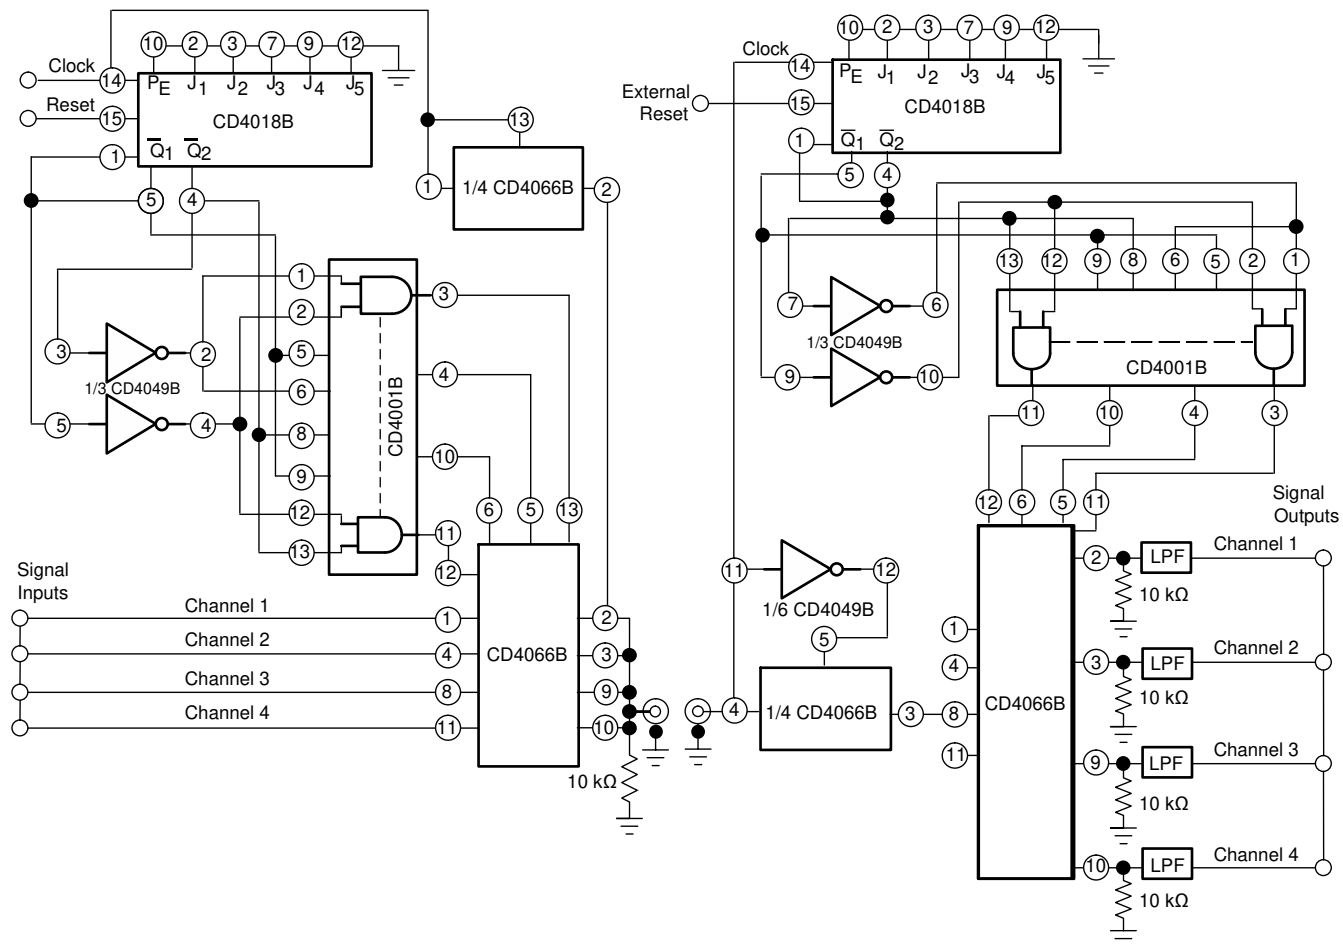 10 2 3 7 9 12
Clock 14 PE J1 J2 J3 J4 J5
Reset 15 CD4018B
1 Q1 Q2
5 4
13
1 1/4 CD4066B 2
1 3
2
3 2 5 4
1/3 CD4049B
6
5 4 8
CD4001B
9 10
12 6 5 13
13 11
12
Signal
Inputs
Channel 1 1 2
Channel 2 4 CD4066B 3
Channel 3 8 9
Channel 4 11 10
10 kΩ
10 2 3 7 9 12
Clock 14 PE J1 J2 J3 J4 J5
External
Reset
15 CD4018B
1 Q1 Q2
5 4
13 12 9 8 6 5 2 1
7 6
1/3 CD4049B
9 10
CD4001B
11 10 4 3
12 6 5 11
Signal
Outputs
11 12
1/6 CD4049B
5
4 1/4 CD4066B 3
1
4
8 CD4066B
11
2 LPF Channel 1
10 kΩ
3 LPF Channel 2
10 kΩ
9 LPF Channel 3
10 kΩ
10 LPF Channel 4
10 kΩ